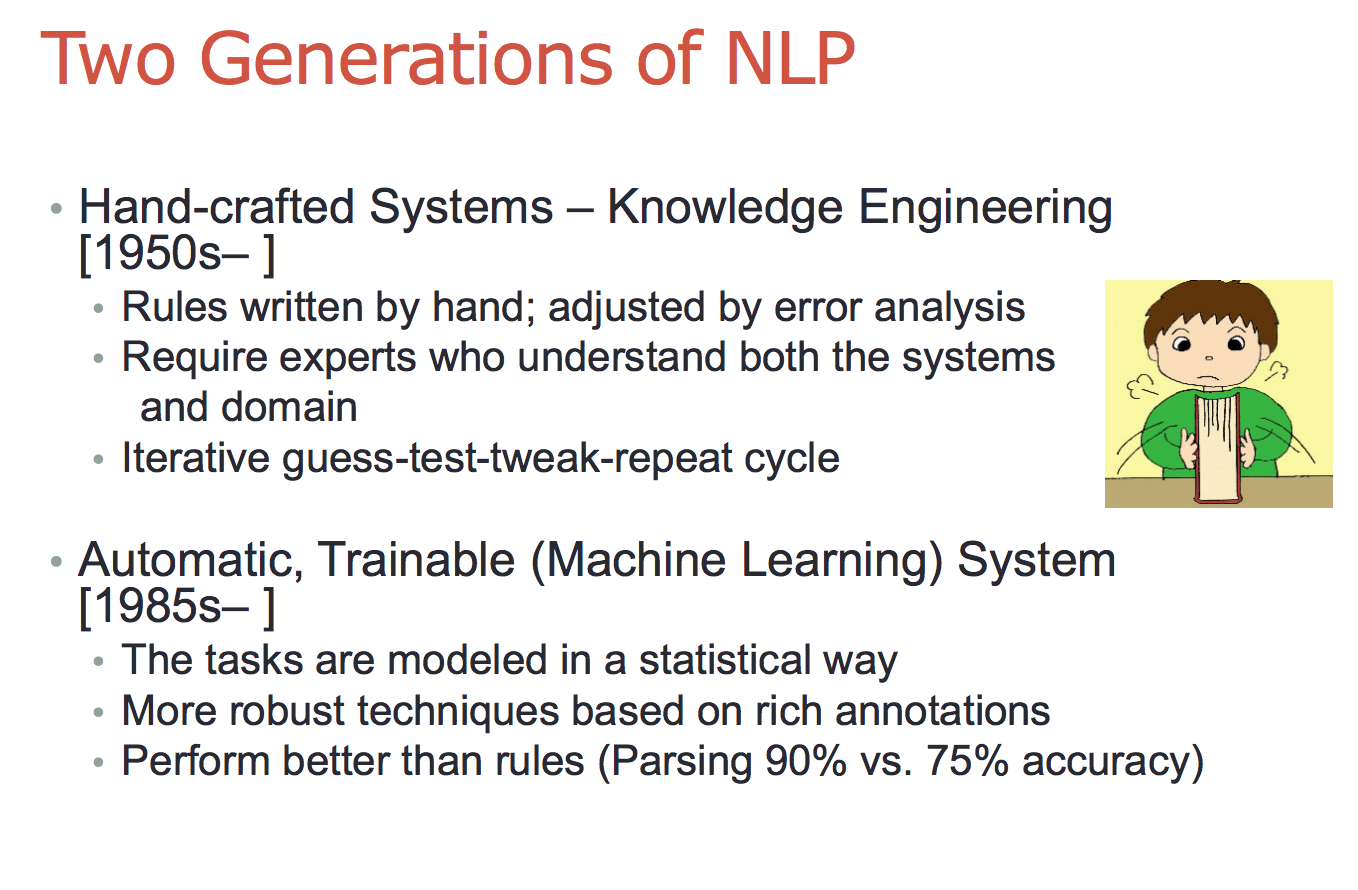 Two Generations of NLP
• Hand-crafted Systems – Knowledge Engineering
[1950s– ]
• Rules written by hand; adjusted by error analysis
• Require experts who understand both the systems
and domain
• Iterative guess-test-tweak-repeat cycle
• Automatic, Trainable (Machine Learning) System
[1985s– ]
• The tasks are modeled in a statistical way
• More robust techniques based on rich annotations
• Perform better than rules (Parsing 90% vs. 75% accuracy)